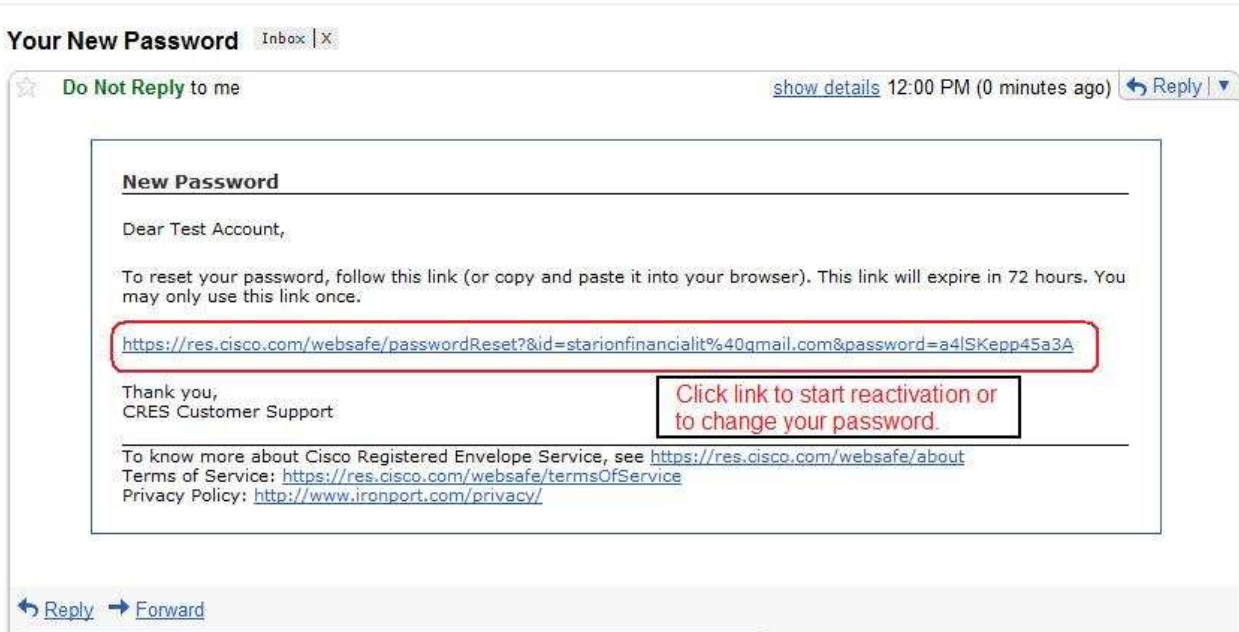 Your New Password Inbox | X
Do Not Reply to me show details 12:00 PM (0 minutes ago) Reply
New Password
Dear Test Account,
To reset your password, follow this link (or copy and paste it into your browser). This link will expire in 72 hours. You
may only use this link once.
https://res.cisco.com/websafe/passwordReset?&id=starionfinancialit%40qmail.com&password=a4lSKepp45a3A
Thank you,
CRES Customer Support
Click link to start reactivation or
to change your password.
To know more about Cisco Registered Envelope Service, see https://res.cisco.com/websafe/about
Terms of Service: https://res.cisco.com/websafe/termsOfService
Privacy Policy: http://www.ironport.com/privacy/
Reply Forward